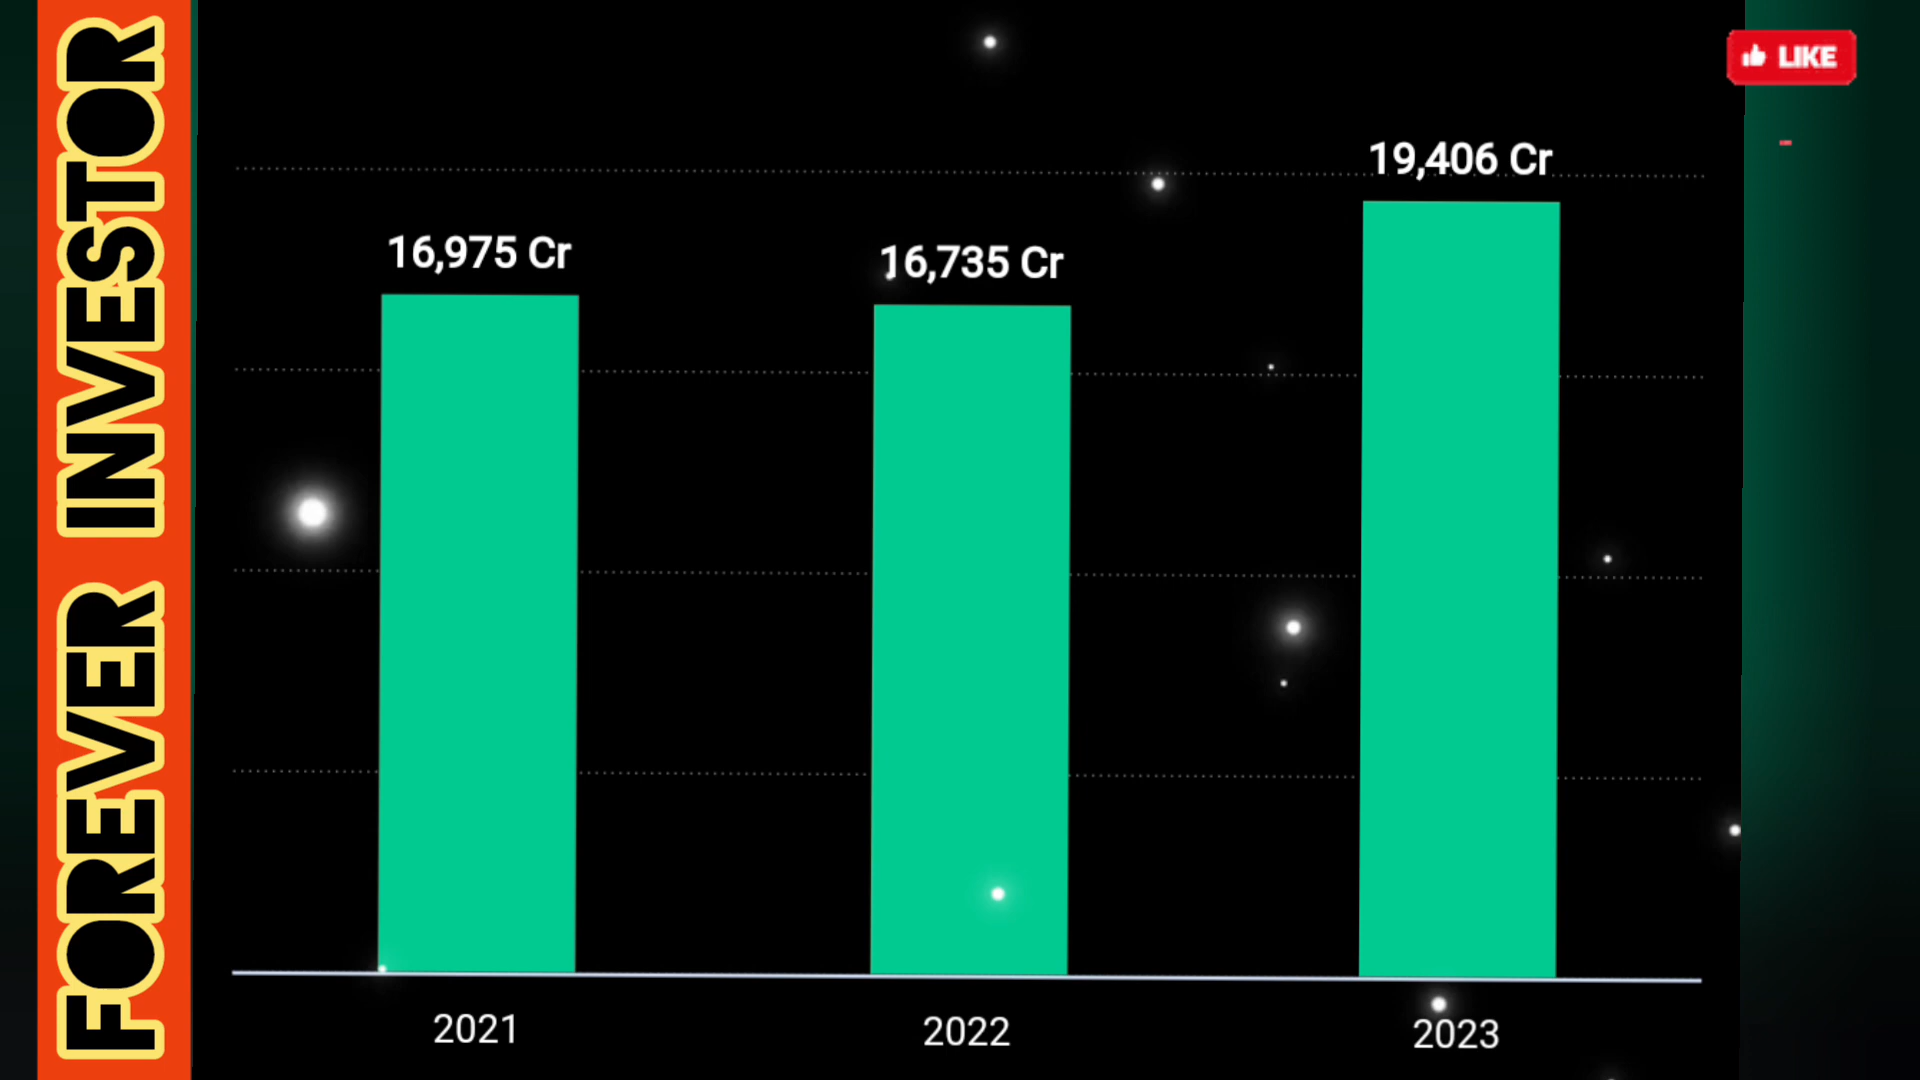 FOREVER INVESTOR
LIKE
16,975 Cr
16,735 Cr
19,406 Cr
2021
2022
2023